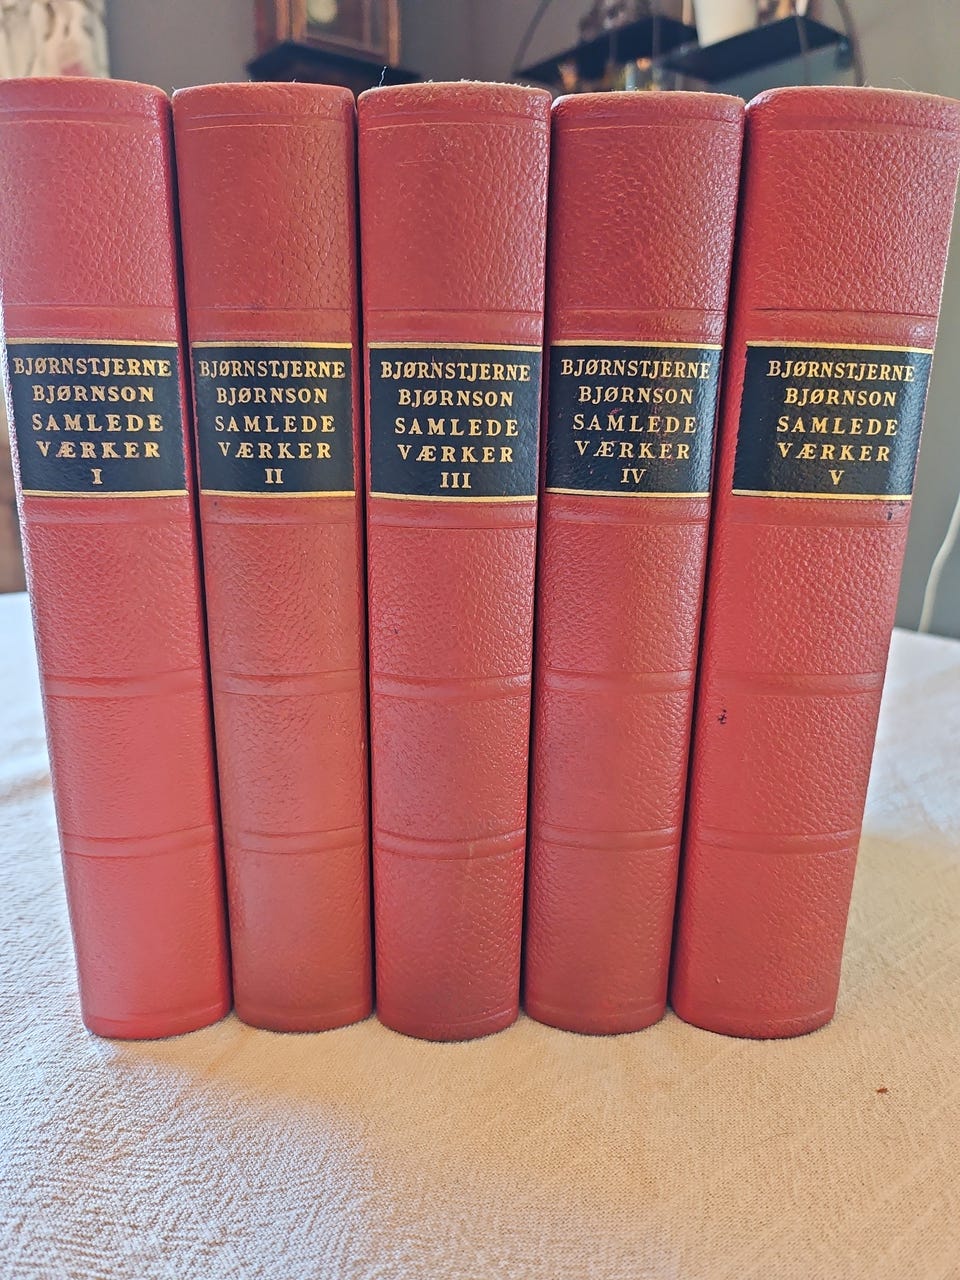 BJØRNSTJERNE
BJØRNSON
SAMLEDE
VÆRKER
I
BJØRNSTJERNE
BJØRNSON
SAMLEDE
VÆRKER
II
BJØRNSTJERNE
BJØRNSON
SAMLEDE
VÆRKER
III
BJØRNSTJERNE
BJØRNSON
SAMLEDE
VÆRKER
IV
BJØRNSTJERNE
BJØRNSON
SAMLEDE
VÆRKER
V